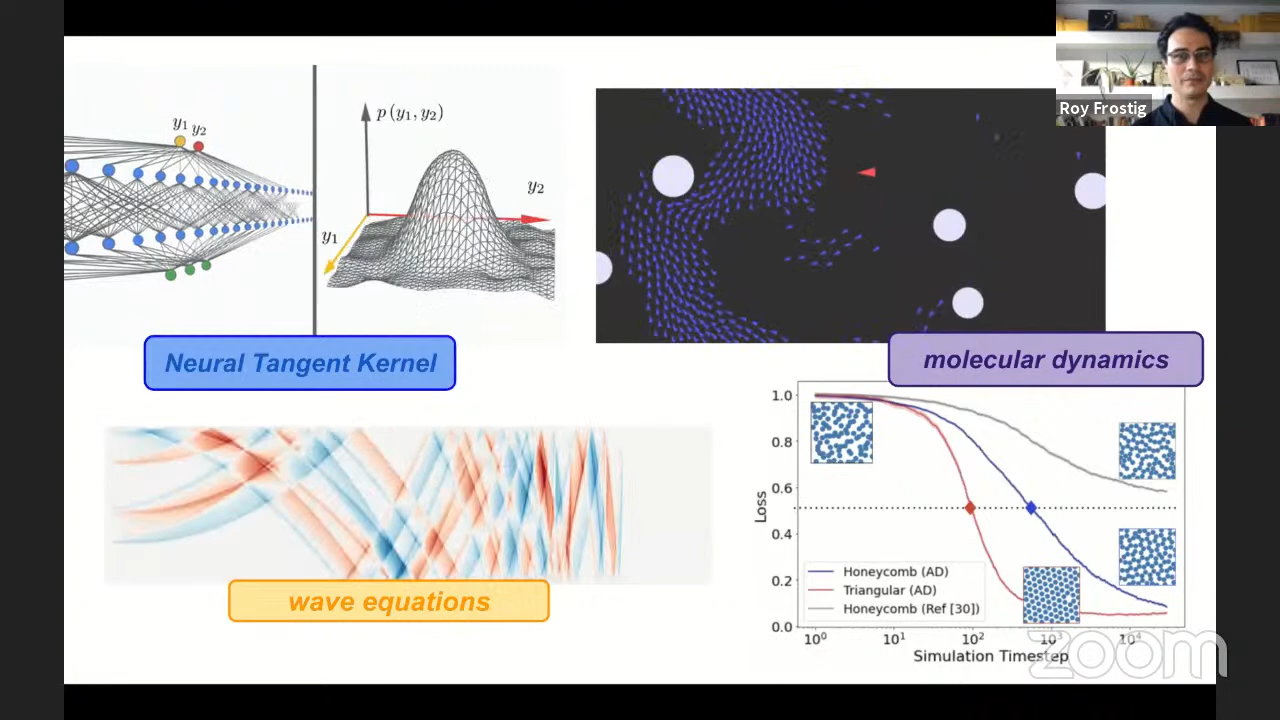 Roy Frostig
y1 y2
p (y1, y2)
y2
y1
Neural Tangent Kernel
molecular dynamics
wave equations
1.0
0.8
0.6
0.4
0.2
0.0
Loss
Honeycomb (AD)
Triangular (AD)
Honeycomb (Ref [30])
10⁰ 10¹ 10² 10³ 10⁴
Simulation Timestep
zoom